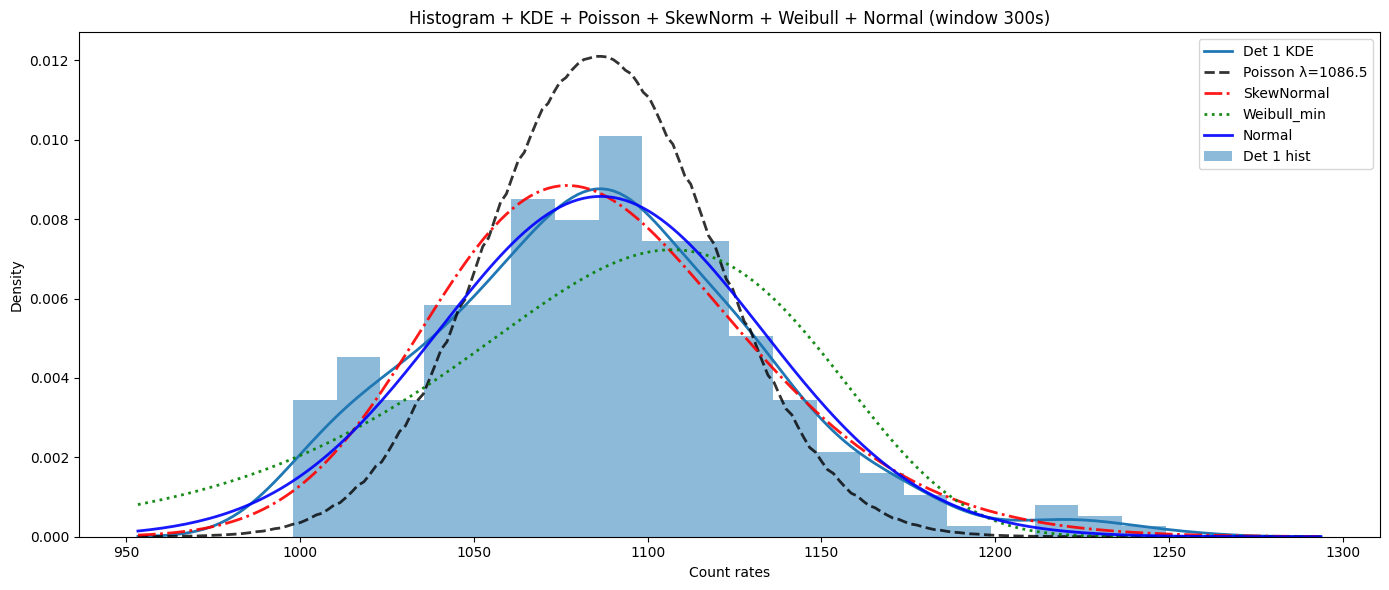 Histogram + KDE + Poisson + SkewNorm + Weibull + Normal (window 300s)
Det 1 KDE
Poisson λ=1086.5
SkewNormal
Weibull_min
Normal
Det 1 hist
0.012
0.010
0.008
0.006
0.004
0.002
0.000
Density
950 1000 1050 1100 1150 1200 1250 1300
Count rates